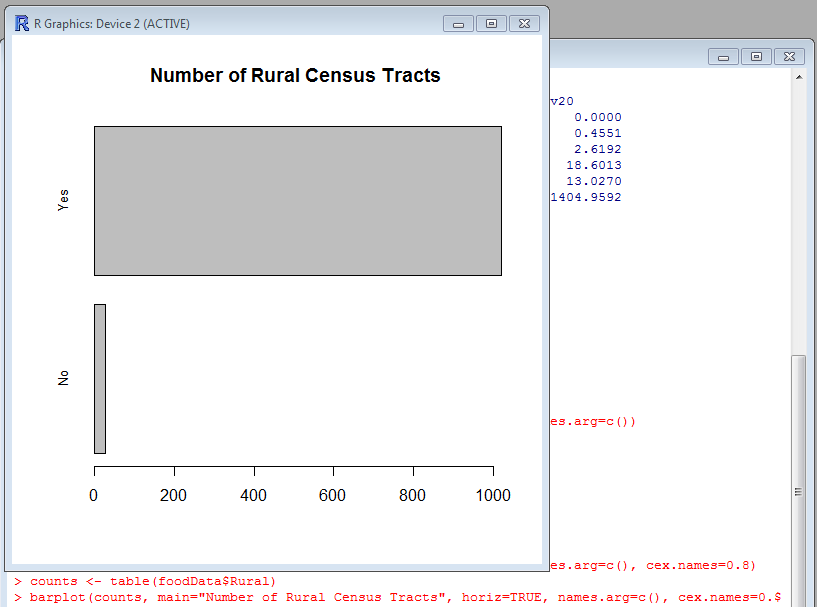 R Graphics: Device 2 (ACTIVE)
Number of Rural Census Tracts
Yes
No
0 200 400 600 800 1000
v20
0.0000
0.4551
2.6192
18.6013
13.0270
1404.9592
es.arg=c())
es.arg=c(), cex.names=0.8)
> counts <- table(foodData$Rural)
> barplot(counts, main="Number of Rural Census Tracts", horiz=TRUE, names.arg=c(), cex.names=0.$